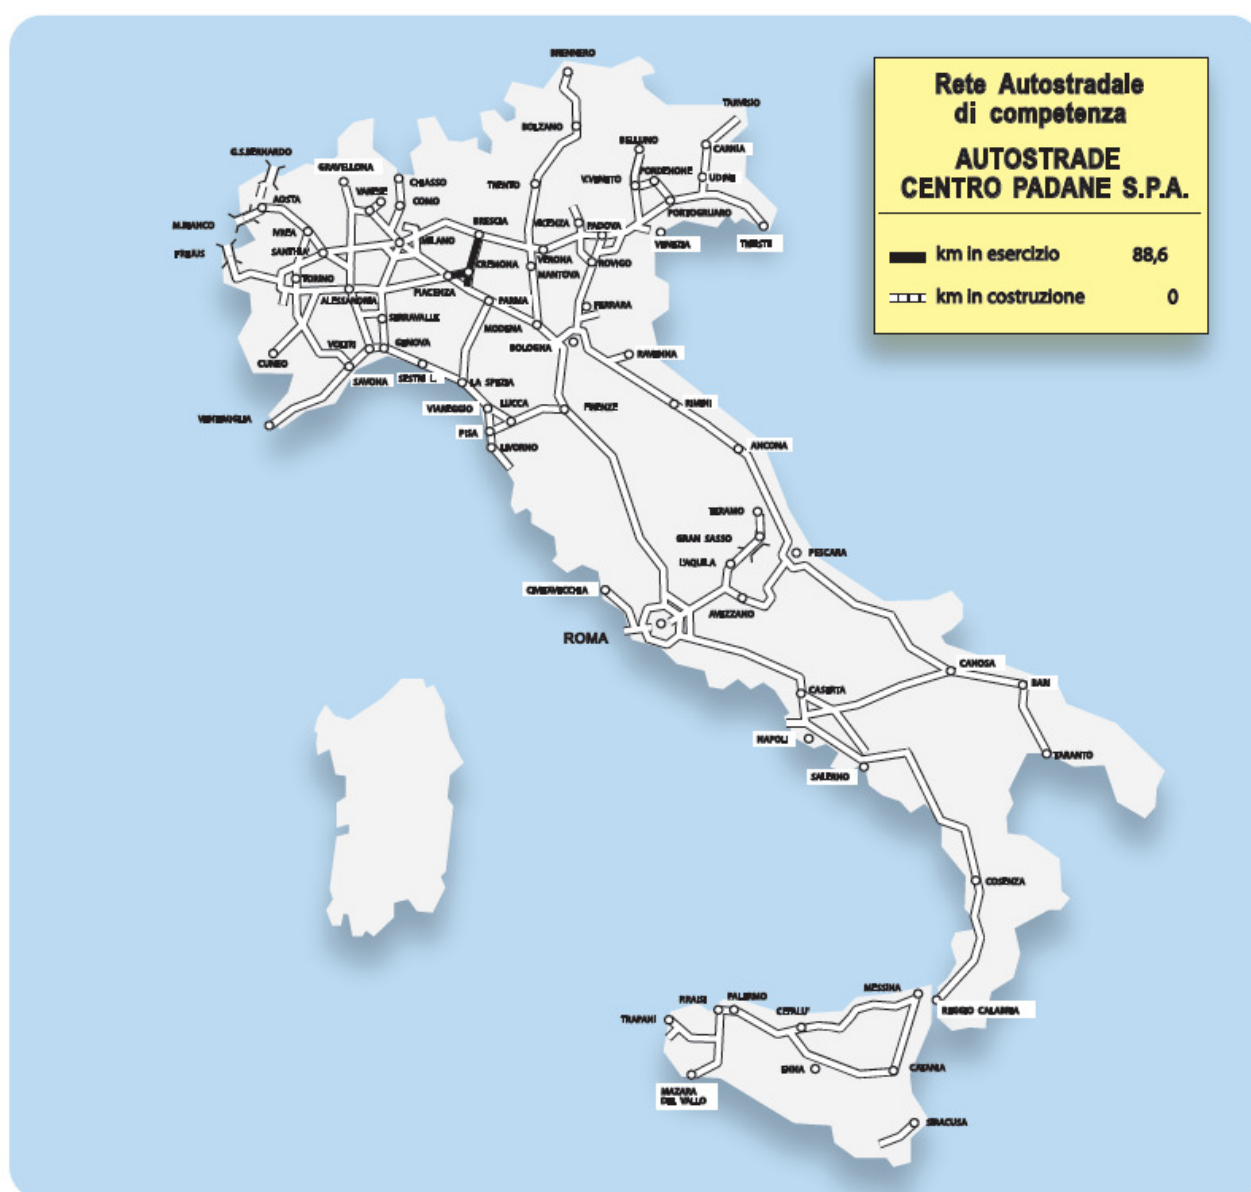 BRENNERO
Rete Autostradale
di competenza
AUTOSTRADE
CENTRO PADANE S.P.A.
km in esercizio 88,6
km in costruzione 0
TARVISIO
BOLZANO
BELLUNO
CARNIA
G.S.BERNARDO
GRAVELLONA
VARESE
CHIASSO
TRENTO
V.VENETO
PORDENONE
UDINE
AOSTA
COMO
PORTOGRUARO
M.BIANCO
IVREA
BRESCIA
VICENZA
PADOVA
FREJUS
SANTHIA'
MILANO
VENEZIA
TRIESTE
VERONA
CREMONA
MANTOVA
ROVIGO
TORINO
ALESSANDRIA
PIACENZA
PARMA
FERRARA
SERRAVALLE
MODENA
VOLTRI
GENOVA
BOLOGNA
RAVENNA
CUNEO
SAVONA
SESTRI L.
LA SPEZIA
VIAREGGIO
LUCCA
FIRENZE
RIMINI
VENTIMIGLIA
PISA
LIVORNO
ANCONA
TERAMO
GRAN SASSO
L'AQUILA
PESCARA
CIVITAVECCHIA
AVEZZANO
ROMA
CANOSA
CASERTA
BARI
NAPOLI
SALERNO
TARANTO
COSENZA
MESSINA
P.RAISI
PALERMO
CEFALU'
REGGIO CALABRIA
TRAPANI
ENNA
CATANIA
MAZARA
DEL VALLO
SIRACUSA